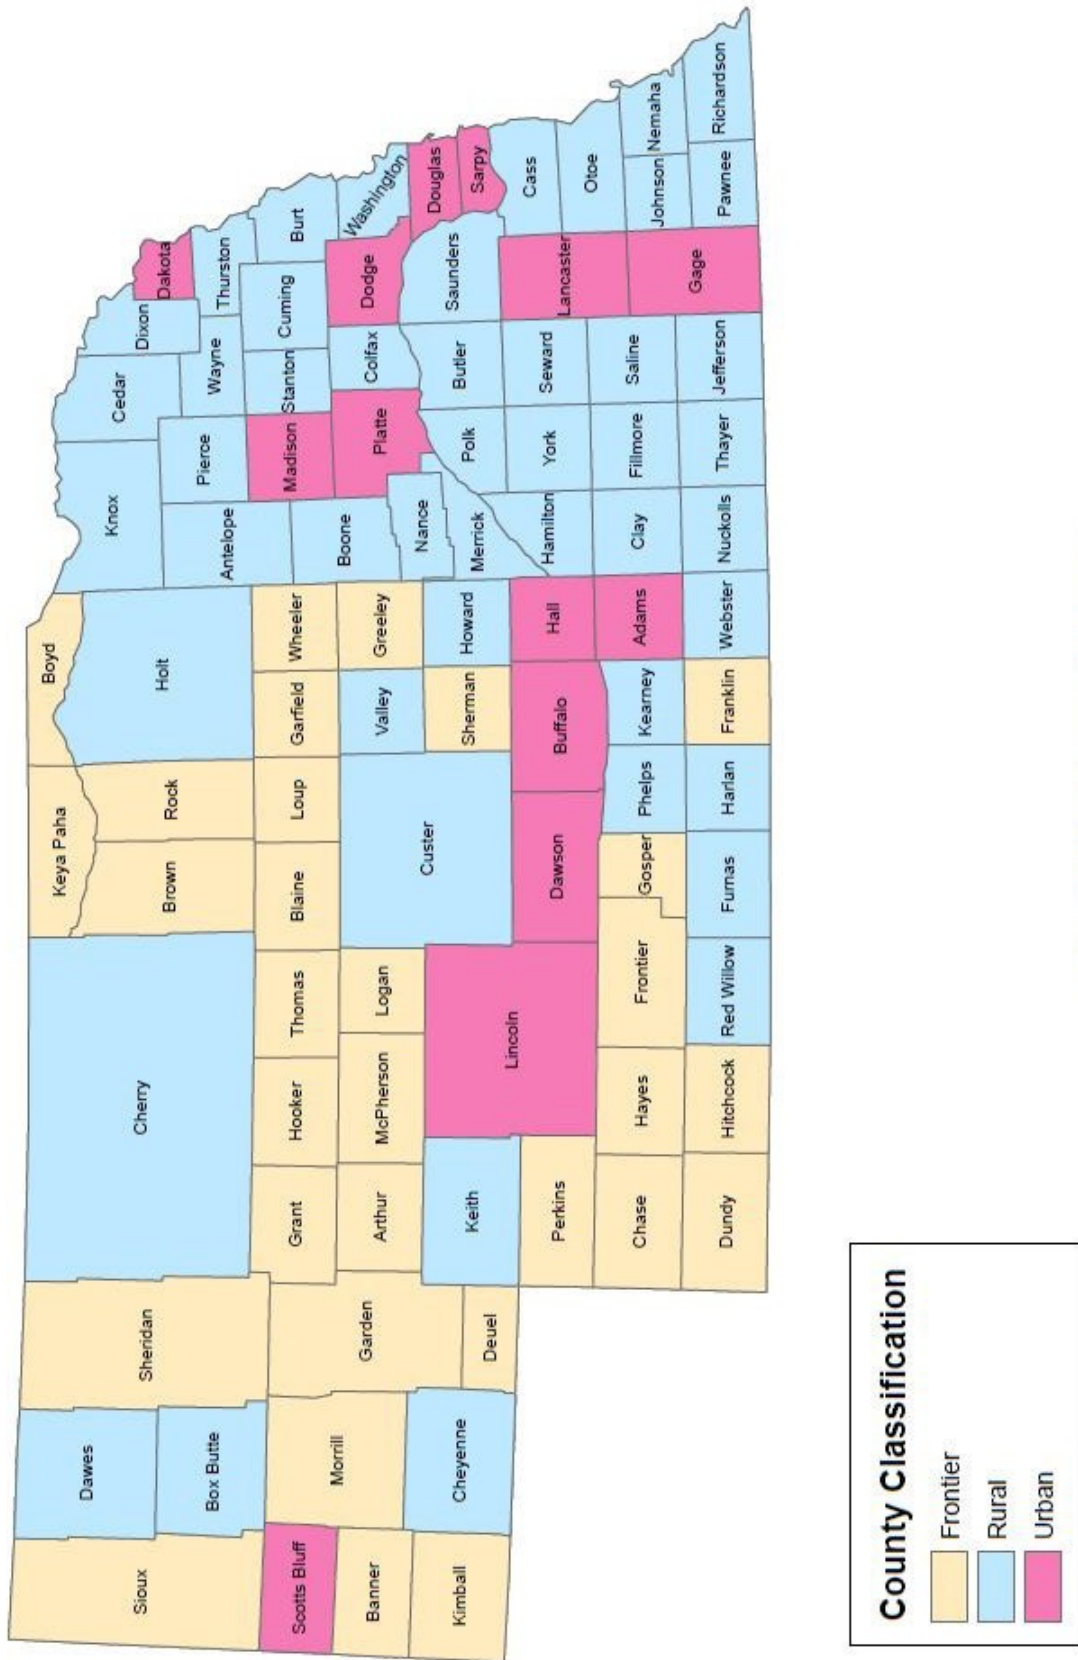 Sioux
Dawes
Box Butte
Sheridan
Scotts Bluff
Banner
Kimball
Morrill
Cheyenne
Garden
Deuel
Cherry
Keya Paha
Boyd
Brown
Rock
Holt
Knox
Cedar
Dixon
Dakota
Antelope
Pierce
Wayne
Thurston
Grant
Hooker
Thomas
Blaine
Loup
Garfield
Wheeler
Boone
Madison
Stanton
Cuming
Burt
Arthur
McPherson
Logan
Custer
Valley
Greeley
Nance
Platte
Colfax
Dodge
Washington
Douglas
Sarpy
Keith
Lincoln
Sherman
Howard
Merrick
Polk
Butler
Saunders
Cass
Perkins
Dawson
Buffalo
Hall
Hamilton
York
Seward
Lancaster
Otoe
Chase
Hayes
Frontier
Gosper
Phelps
Kearney
Adams
Clay
Fillmore
Saline
Gage
Johnson
Nemaha
Dundy
Hitchcock
Red Willow
Furnas
Harlan
Franklin
Webster
Nuckolls
Thayer
Jefferson
Pawnee
Richardson
County Classification
Frontier
Rural
Urban